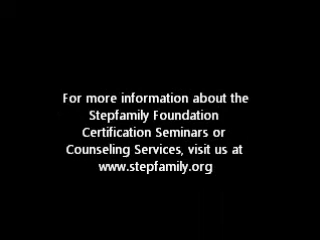 For more information about the
Stepfamily Foundation
Certification Seminars or
Counseling Services, visit us at
www.stepfamily.org